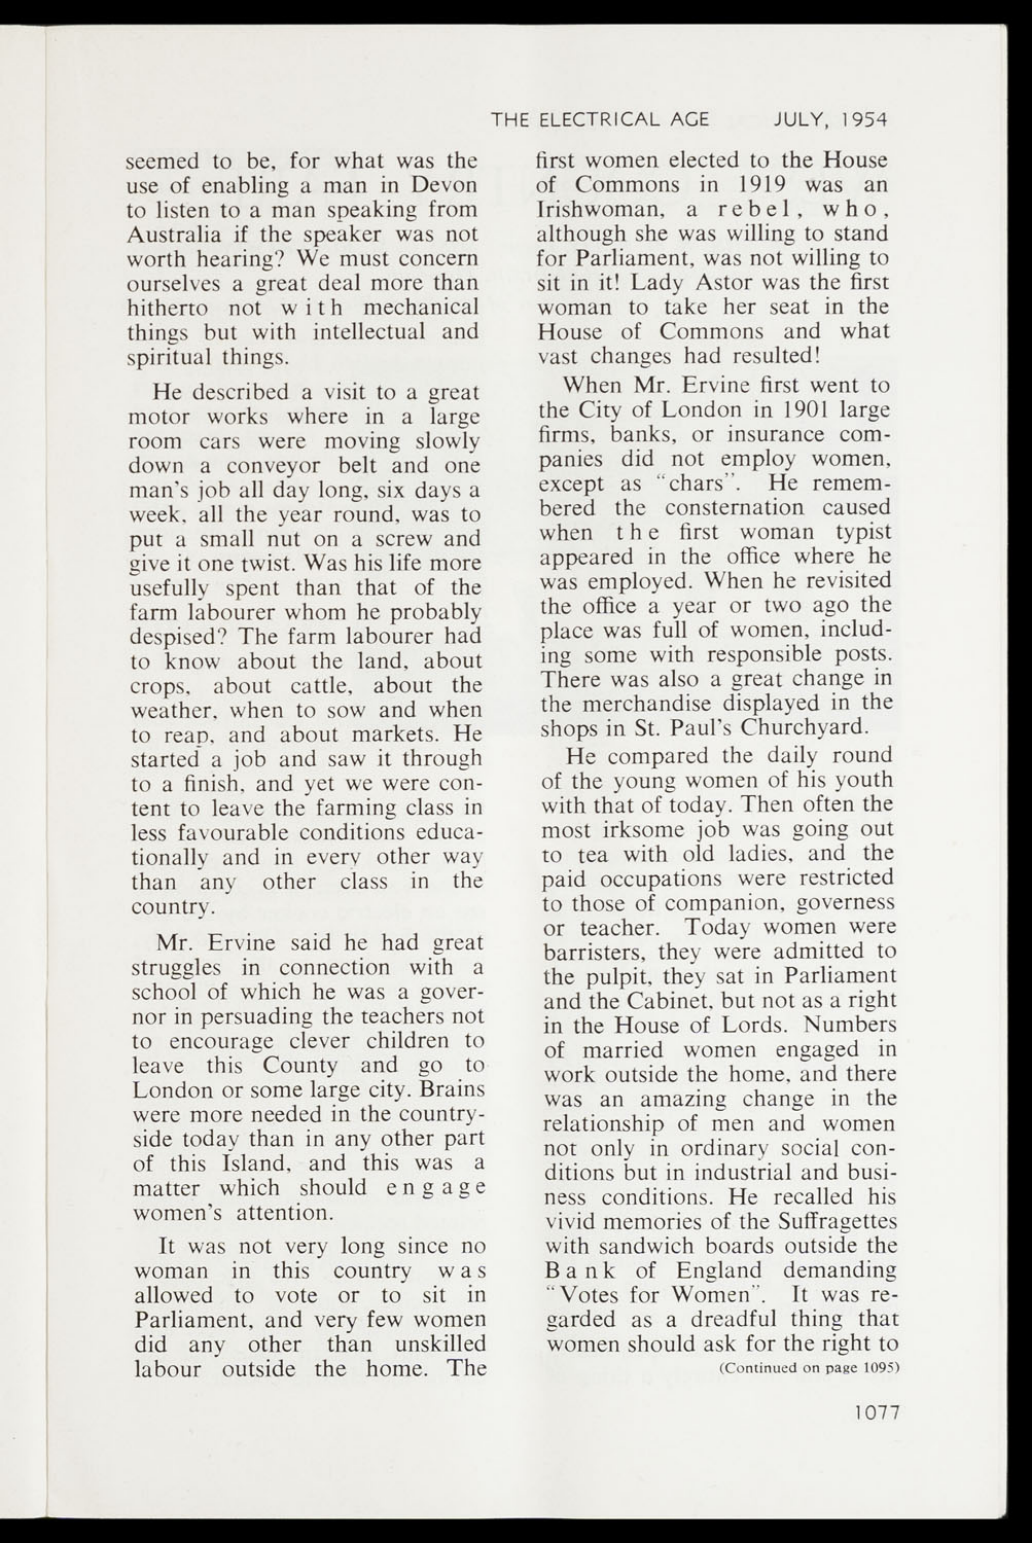 THE ELECTRICAL AGE JULY, 1954
seemed to be, for what was the
use of enabling a man in Devon
to listen to a man speaking from
Australia if the speaker was not
worth hearing? We must concern
ourselves a great deal more than
hitherto not with mechanical
things but with intellectual and
spiritual things.
He described a visit to a great
motor works where in a large
room cars were moving slowly
down a conveyor belt and one
man's job all day long, six days a
week, all the year round, was to
put a small nut on a screw and
give it one twist. Was his life more
usefully spent than that of the
farm labourer whom he probably
despised? The farm labourer had
to know about the land, about
crops, about cattle, about the
weather, when to sow and when
to reap, and about markets. He
started a job and saw it through
to a finish, and yet we were con-
tent to leave the farming class in
less favourable conditions educa-
tionally and in every other way
than any other class in the
country.
Mr. Ervine said he had great
struggles in connection with a
school of which he was a gover-
nor in persuading the teachers not
to encourage clever children to
leave this County and go to
London or some large city. Brains
were more needed in the country-
side today than in any other part
of this Island, and this was a
matter which should engage
women's attention.
It was not very long since no
woman in this country was
allowed to vote or to sit in
Parliament, and very few women
did any other than unskilled
labour outside the home. The
first women elected to the House
of Commons in 1919 was an
Irishwoman, a rebel, who,
although she was willing to stand
for Parliament, was not willing to
sit in it! Lady Astor was the first
woman to take her seat in the
House of Commons and what
vast changes had resulted!
When Mr. Ervine first went to
the City of London in 1901 large
firms, banks, or insurance com-
panies did not employ women,
except as "chars". He remem-
bered the consternation caused
when the first woman typist
appeared in the office where he
was employed. When he revisited
the office a year or two ago the
place was full of women, includ-
ing some with responsible posts.
There was also a great change in
the merchandise displayed in the
shops in St. Paul's Churchyard.
He compared the daily round
of the young women of his youth
with that of today. Then often the
most irksome job was going out
to tea with old ladies, and the
paid occupations were restricted
to those of companion, governess
or teacher. Today women were
barristers, they were admitted to
the pulpit, they sat in Parliament
and the Cabinet, but not as a right
in the House of Lords. Numbers
of married women engaged in
work outside the home, and there
was an amazing change in the
relationship of men and women
not only in ordinary social con-
ditions but in industrial and busi-
ness conditions. He recalled his
vivid memories of the Suffragettes
with sandwich boards outside the
Bank of England demanding
"Votes for Women". It was re-
garded as a dreadful thing that
women should ask for the right to
(Continued on page 1095)
1077